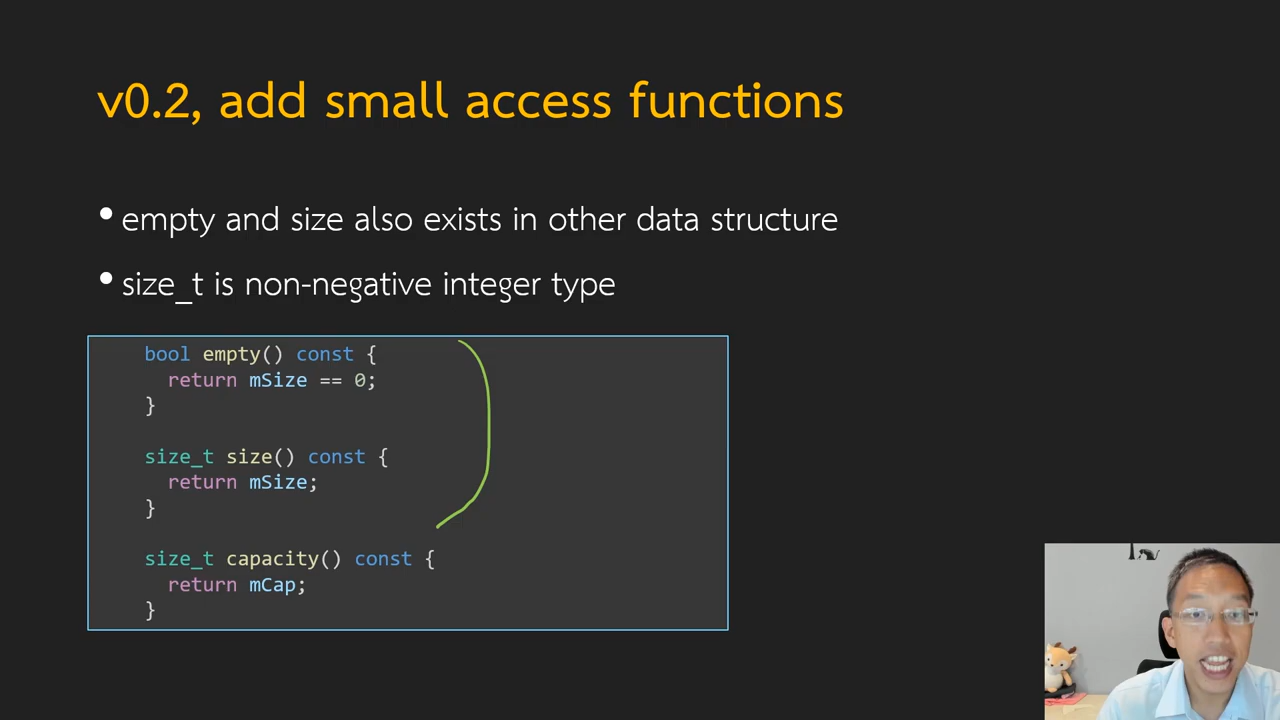 v0.2, add small access functions
• empty and size also exists in other data structure
• size_t is non-negative integer type
bool empty() const {
  return mSize == 0;
}
size_t size() const {
  return mSize;
}
size_t capacity() const {
  return mCap;
}